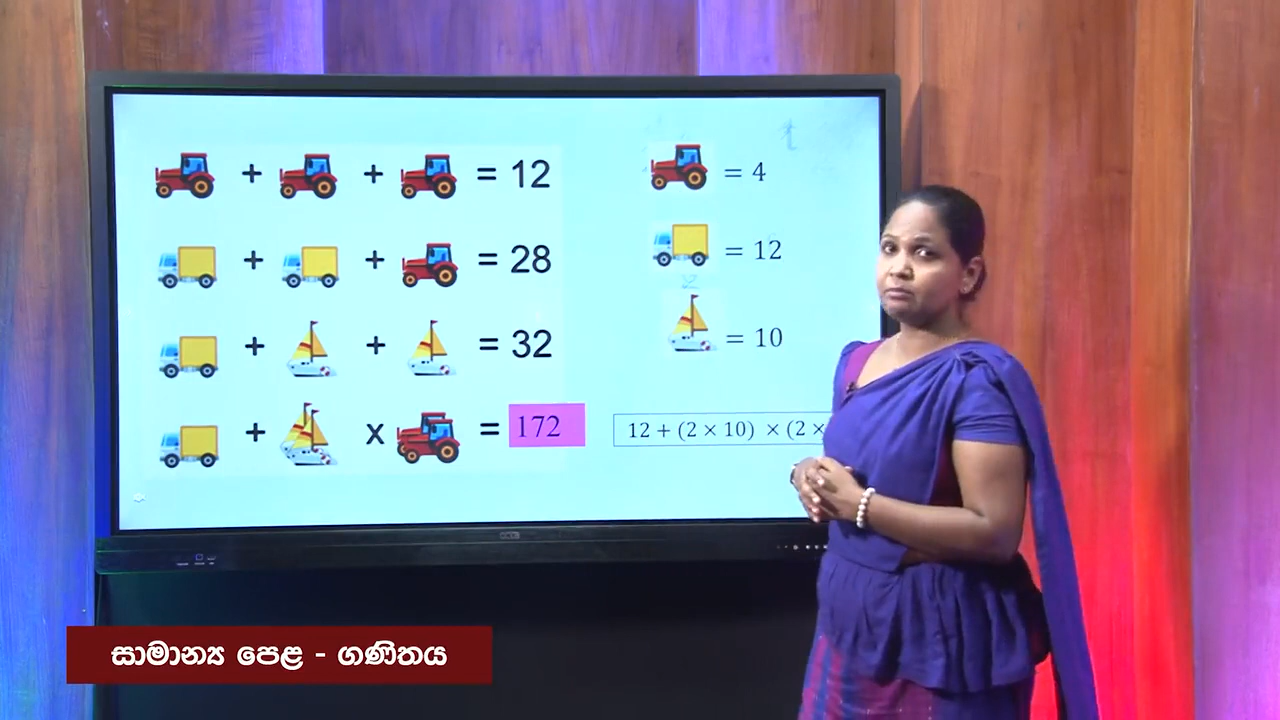 + + = 12
+ + = 28
+ + = 32
+ x = 172
= 4
= 12
= 10
12 + (2 × 10) × (2 ×
සාමාන්‍ය පෙළ - ගණිතය